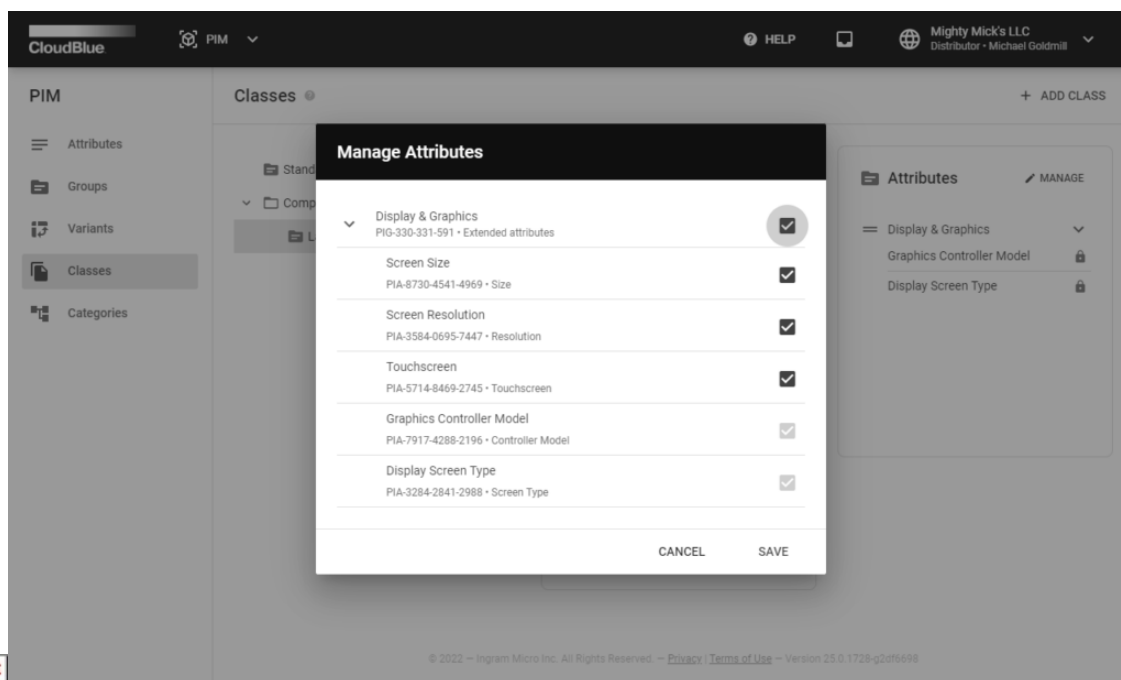 CloudBlue
PIM
HELP
Mighty Mick's LLC
Distributor • Michael Goldmill
PIM
Classes
+ ADD CLASS
Attributes
Groups
Variants
Classes
Categories
Stand
Comp
L
Manage Attributes
Display & Graphics
PIG-330-331-591 • Extended attributes
Screen Size
PIA-8730-4541-4969 • Size
Screen Resolution
PIA-3584-0695-7447 • Resolution
Touchscreen
PIA-5714-8469-2745 • Touchscreen
Graphics Controller Model
PIA-7917-4288-2196 • Controller Model
Display Screen Type
PIA-3284-2841-2988 • Screen Type
CANCEL SAVE
Attributes
MANAGE
Display & Graphics
Graphics Controller Model
Display Screen Type
© 2022 — Ingram Micro Inc. All Rights Reserved. — Privacy | Terms of Use — Version 25.0.1728-g2df6698